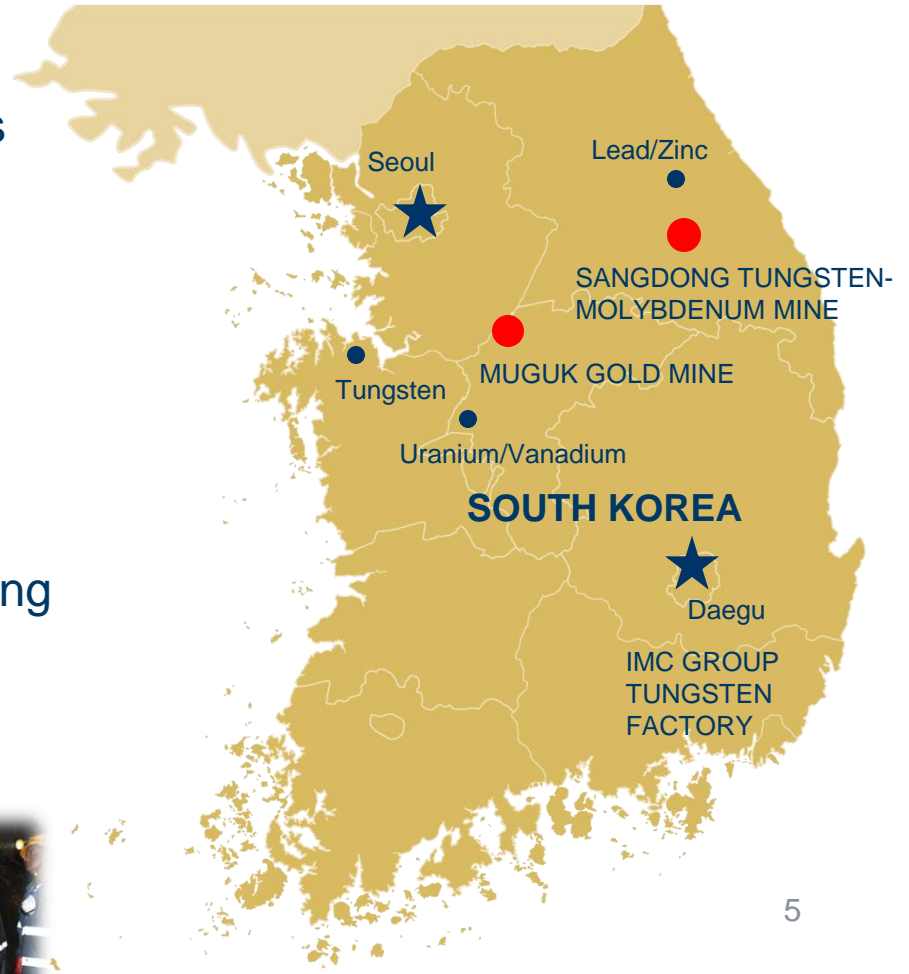 s
Seoul
Lead/Zinc
SANGDONG TUNGSTEN-
MOLYBDENUM MINE
MUGUK GOLD MINE
Tungsten
Uranium/Vanadium
SOUTH KOREA
ng
Daegu
IMC GROUP
TUNGSTEN
FACTORY
5